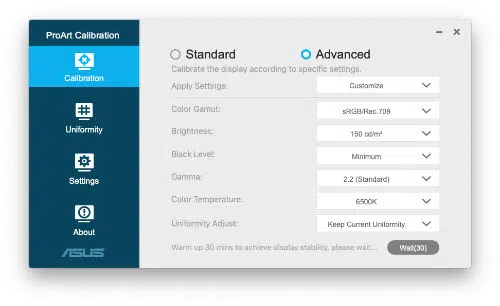 ProArt Calibration
Calibration
Uniformity
Settings
About
ASUS
Standard Advanced
Calibrate the display according to specific settings.
Apply Settings: Customize
Color Gamut: sRGB/Rec.709
Brightness: 150 cd/m²
Black Level: Minimum
Gamma: 2.2 (Standard)
Color Temperature: 6500K
Uniformity Adjust: Keep Current Uniformity
Warm up 30 mins to achieve display stability, please wait... Wait(30)